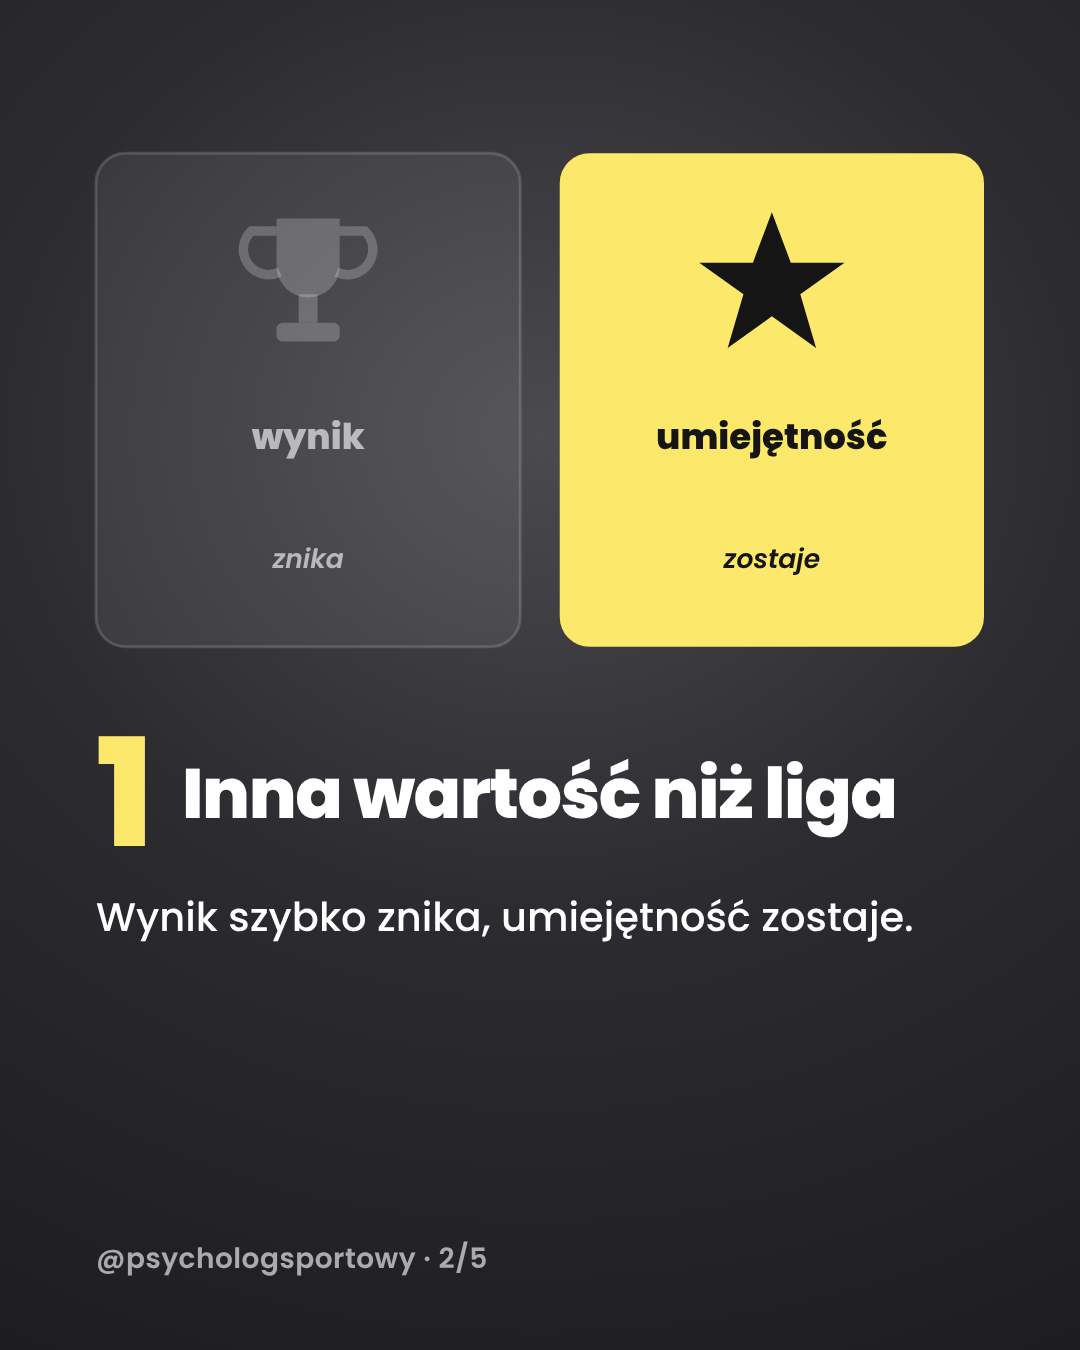 wynik
znika
umiejętność
zostaje
1 Inna wartość niż liga
Wynik szybko znika, umiejętność zostaje.
@psychologsportowy · 2/5